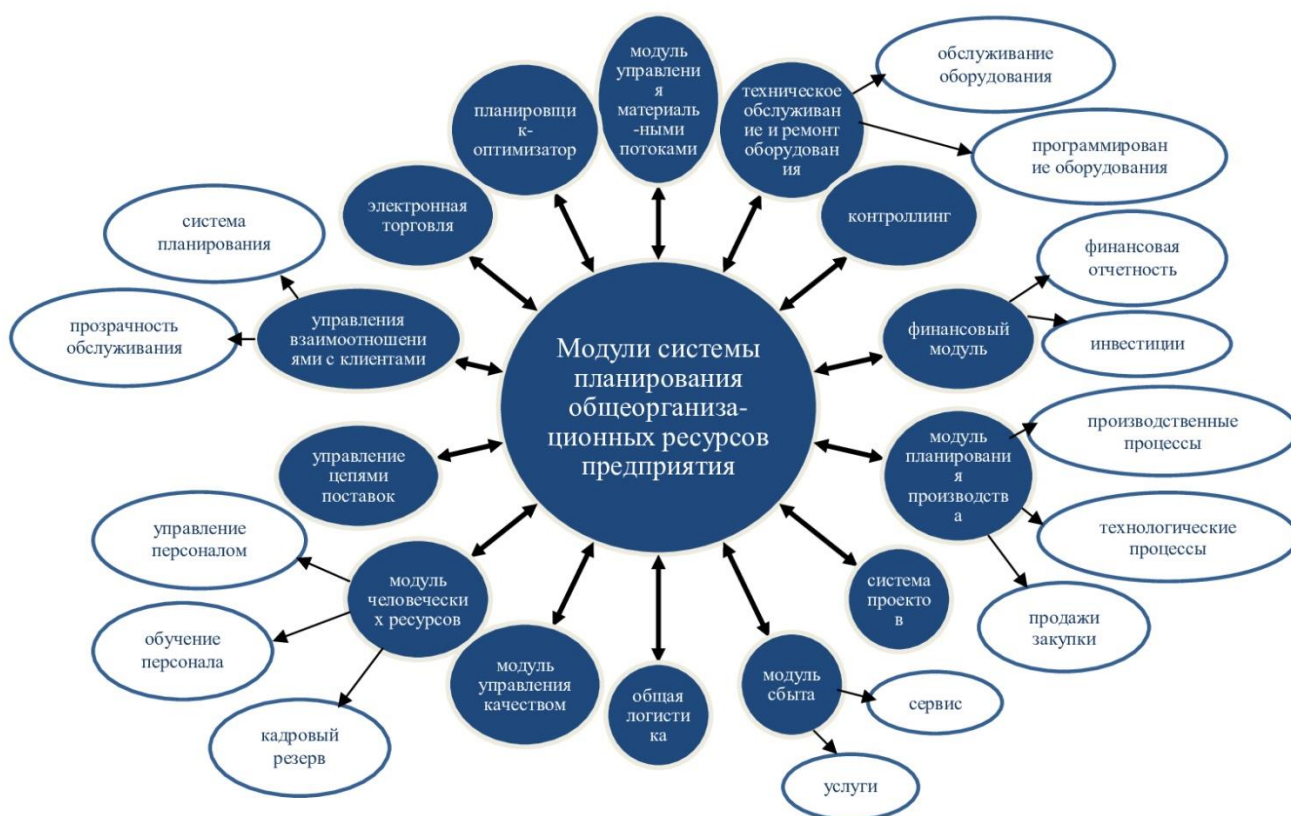 модуль
управлени
я
материаль-
-ными
потоками
техническое
обслуживан
ие и ремонт
оборудован
ия
обслуживание
оборудования
программирован
ие оборудования
контроллинг
финансовая
отчетность
финансовый
модуль
инвестиции
модуль
планировани
я
производств
а
производственные
процессы
технологические
процессы
продажи
закупки
система
проекто
в
модуль
сбыта
сервис
услуги
общая
логисти
ка
модуль
управления
качеством
модуль
человечески
х ресурсов
управление
персоналом
обучение
персонала
кадровый
резерв
управление
цепями
поставок
управления
взаимоотношени
ями с клиентами
система
планирования
прозрачность
обслуживания
электронная
торговля
планировщи
к-
оптимизатор
Модули системы
планирования
общеорганиза-
ционных ресурсов
предприятия